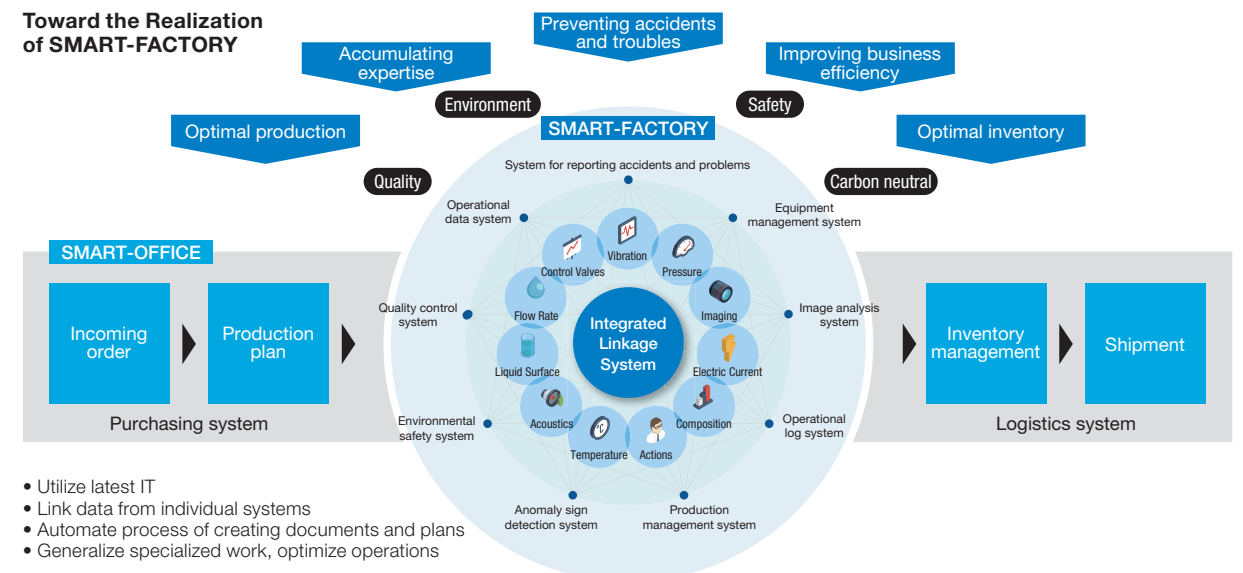 Toward the Realization
of SMART-FACTORY
Preventing accidents
and troubles
Accumulating
expertise
Improving business
efficiency
Optimal production
Optimal inventory
Environment
Safety
Quality
Carbon neutral
SMART-FACTORY
System for reporting accidents and problems
Operational
data system
Equipment
management system
Quality control
system
Image analysis
system
Environmental
safety system
Operational
log system
Anomaly sign
detection system
Production
management system
Vibration
Control Valves
Pressure
Flow Rate
Imaging
Liquid Surface
Electric Current
Acoustics
Composition
Temperature
°C
Actions
Integrated
Linkage
System
SMART-OFFICE
Incoming
order
Production
plan
Purchasing system
Inventory
management
Shipment
Logistics system
• Utilize latest IT
• Link data from individual systems
• Automate process of creating documents and plans
• Generalize specialized work, optimize operations